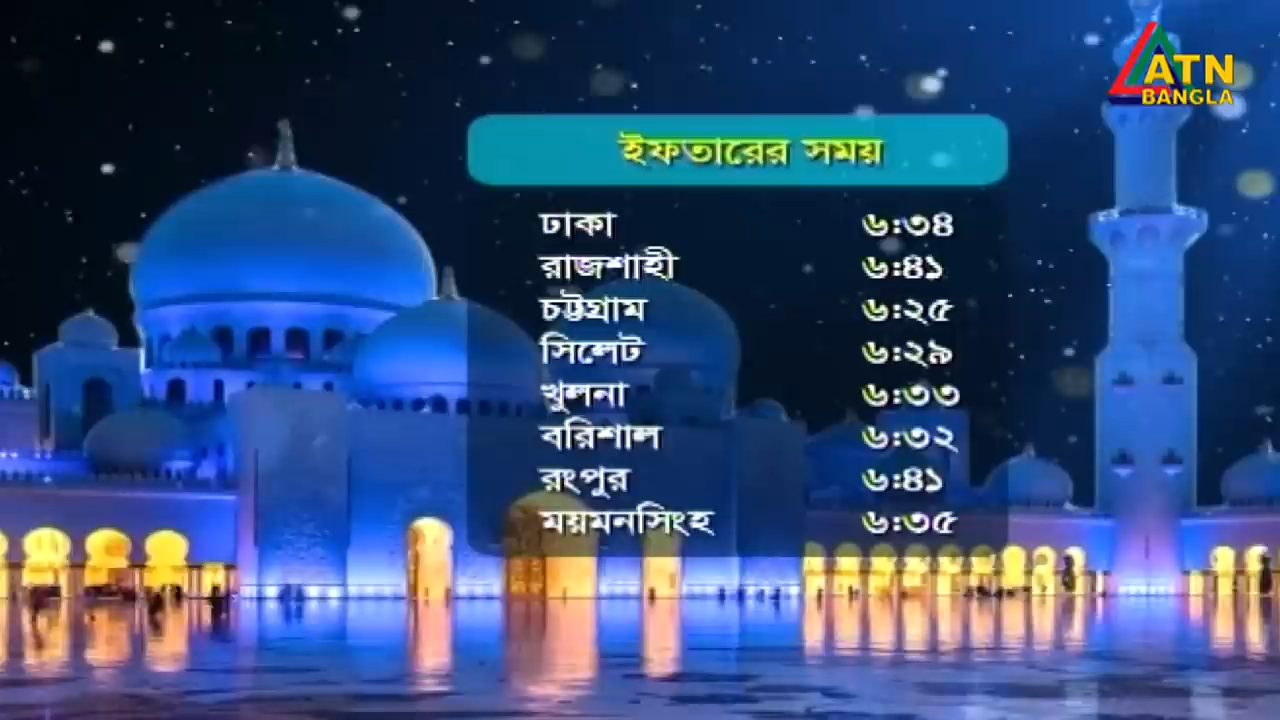 ATN
BANGLA
ইফতারের সময়
ঢাকা ৬:৩৪
রাজশাহী ৬:৪১
চট্টগ্রাম ৬:২৫
সিলেট ৬:২৯
খুলনা ৬:৩৩
বরিশাল ৬:৩২
রংপুর ৬:৪১
ময়মনসিংহ ৬:৩৫